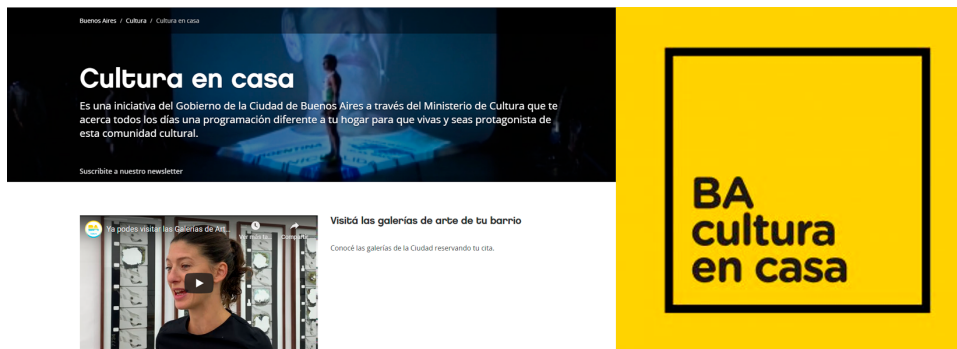 Buenos Aires / Cultura / Cultura en casa
Cultura en casa
Es una iniciativa del Gobierno de la Ciudad de Buenos Aires a través del Ministerio de Cultura que te
acerca todos los días una programación diferente a tu hogar para que vivas y seas protagonista de
esta comunidad cultural.
Suscribite a nuestro newsletter
Ya podes visitar las Galerías de Art...
Ver más ta...
Compartir
Visitá las galerías de arte de tu barrio
Conocé las galerías de la Ciudad reservando tu cita.
BA
cultura
en casa